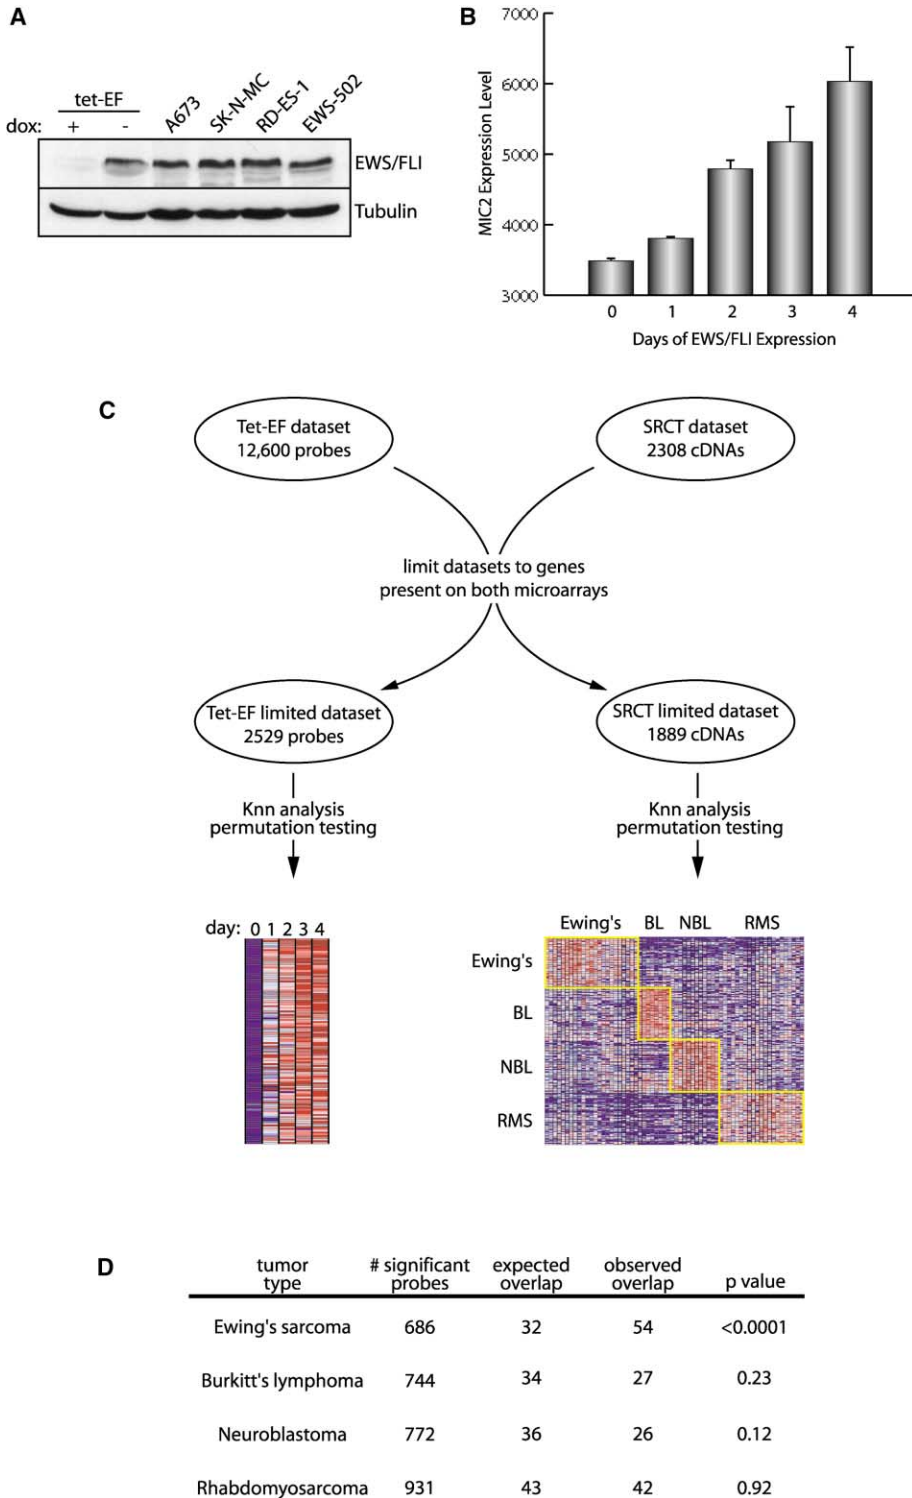 A
tet-EF
dox: + - A673 SK-N-MC RD-ES-1 EWS-502
EWS/FLI
Tubulin
B
MIC2 Expression Level
7000
6000
5000
4000
3000
0 1 2 3 4
Days of EWS/FLI Expression
C
Tet-EF dataset
12,600 probes
SRCT dataset
2308 cDNAs
limit datasets to genes
present on both microarrays
Tet-EF limited dataset
2529 probes
SRCT limited dataset
1889 cDNAs
Knn analysis
permutation testing
Knn analysis
permutation testing
day: 0 1 2 3 4
Ewing's BL NBL RMS
Ewing's
BL
NBL
RMS
D
tumor type # significant probes expected overlap observed overlap p value
Ewing's sarcoma 686 32 54 <0.0001
Burkitt's lymphoma 744 34 27 0.23
Neuroblastoma 772 36 26 0.12
Rhabdomyosarcoma 931 43 42 0.92